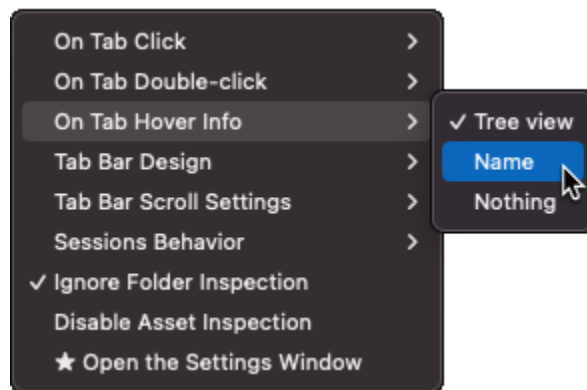 On Tab Click
On Tab Double-click
On Tab Hover Info
✓ Tree view
Name
Nothing
Tab Bar Design
Tab Bar Scroll Settings
Sessions Behavior
✓ Ignore Folder Inspection
Disable Asset Inspection
★ Open the Settings Window